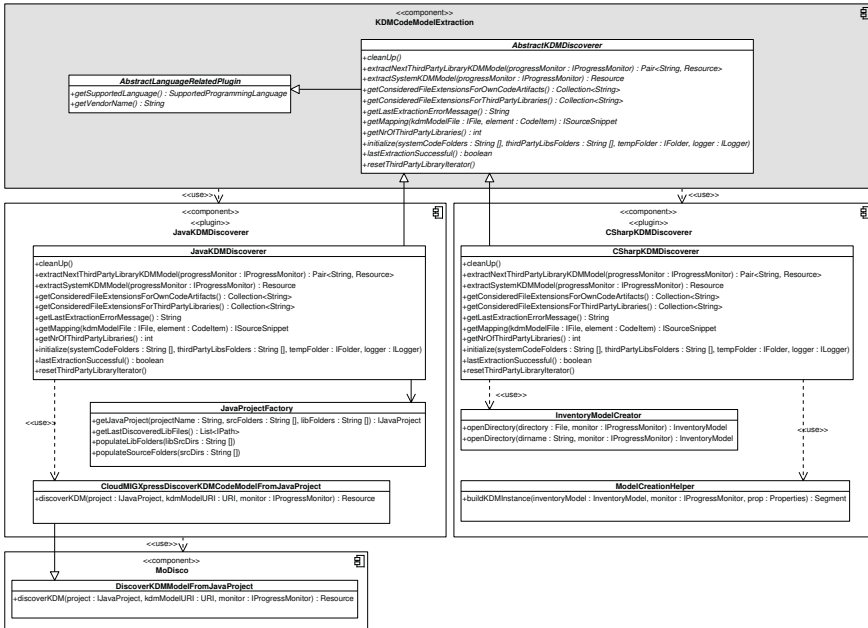 <<component>>
KDMCodeModelExtraction
AbstractKDMDiscoverer
+cleanUp()
+extractNextThirdPartyLibraryKDMModel(progressMonitor : IProgressMonitor) : Pair<String, Resource>
+extractSystemKDMModel(progressMonitor : IProgressMonitor) : Resource
+getConsideredFileExtensionsForOwnCodeArtifacts() : Collection<String>
+getConsideredFileExtensionsForThirdPartyLibraries() : Collection<String>
+getLastExtractionErrorMessage() : String
+getMapping(kdmModelFile : IFile, element : CodeItem) : ISourceSnippet
+getNrOfThirdPartyLibraries() : int
+initialize(systemCodeFolders : String [], thirdPartyLibsFolders : String [], tempFolder : IFolder, logger : ILogger)
+lastExtractionSuccessful() : boolean
+resetThirdPartyLibraryIterator()
AbstractLanguageRelatedPlugin
+getSupportedLanguage() : SupportedProgrammingLanguage
+getVendorName() : String
<<use>>
<<use>>
<<component>>
<<plugin>>
JavaKDMDiscoverer
JavaKDMDiscoverer
+cleanUp()
+extractNextThirdPartyLibraryKDMModel(progressMonitor : IProgressMonitor) : Pair<String, Resource>
+extractSystemKDMModel(progressMonitor : IProgressMonitor) : Resource
+getConsideredFileExtensionsForOwnCodeArtifacts() : Collection<String>
+getConsideredFileExtensionsForThirdPartyLibraries() : Collection<String>
+getLastExtractionErrorMessage() : String
+getMapping(kdmModelFile : IFile, element : CodeItem) : ISourceSnippet
+getNrOfThirdPartyLibraries() : int
+initialize(systemCodeFolders : String [], thirdPartyLibsFolders : String [], tempFolder : IFolder, logger : ILogger)
+lastExtractionSuccessful() : boolean
+resetThirdPartyLibraryIterator()
<<use>>
JavaProjectFactory
+getJavaProject(projectName : String, srcFolders : String [], libFolders : String []) : IJavaProject
+getLastDiscoveredLibFiles() : List<IPath>
+populateLibFolders(libSrcDirs : String [])
+populateSourceFolders(srcDirs : String [])
CloudMIGXpressDiscoverKDMCodeModelFromJavaProject
+discoverKDM(project : IJavaProject, kdmModelURI : URI, monitor : IProgressMonitor) : Resource
<<use>>
<<component>>
MoDisco
DiscoverKDMModelFromJavaProject
+discoverKDM(project : IJavaProject, kdmModelURI : URI, monitor : IProgressMonitor) : Resource
<<component>>
<<plugin>>
CSharpKDMDiscoverer
CSharpKDMDiscoverer
+cleanUp()
+extractNextThirdPartyLibraryKDMModel(progressMonitor : IProgressMonitor) : Pair<String, Resource>
+extractSystemKDMModel(progressMonitor : IProgressMonitor) : Resource
+getConsideredFileExtensionsForOwnCodeArtifacts() : Collection<String>
+getConsideredFileExtensionsForThirdPartyLibraries() : Collection<String>
+getLastExtractionErrorMessage() : String
+getMapping(kdmModelFile : IFile, element : CodeItem) : ISourceSnippet
+getNrOfThirdPartyLibraries() : int
+initialize(systemCodeFolders : String [], thirdPartyLibsFolders : String [], tempFolder : IFolder, logger : ILogger)
+lastExtractionSuccessful() : boolean
+resetThirdPartyLibraryIterator()
<<use>>
InventoryModelCreator
+openDirectory(directory : File, monitor : IProgressMonitor) : InventoryModel
+openDirectory(dirname : String, monitor : IProgressMonitor) : InventoryModel
<<use>>
ModelCreationHelper
+buildKDMInstance(inventoryModel : InventoryModel, monitor : IProgressMonitor, prop : Properties) : Segment